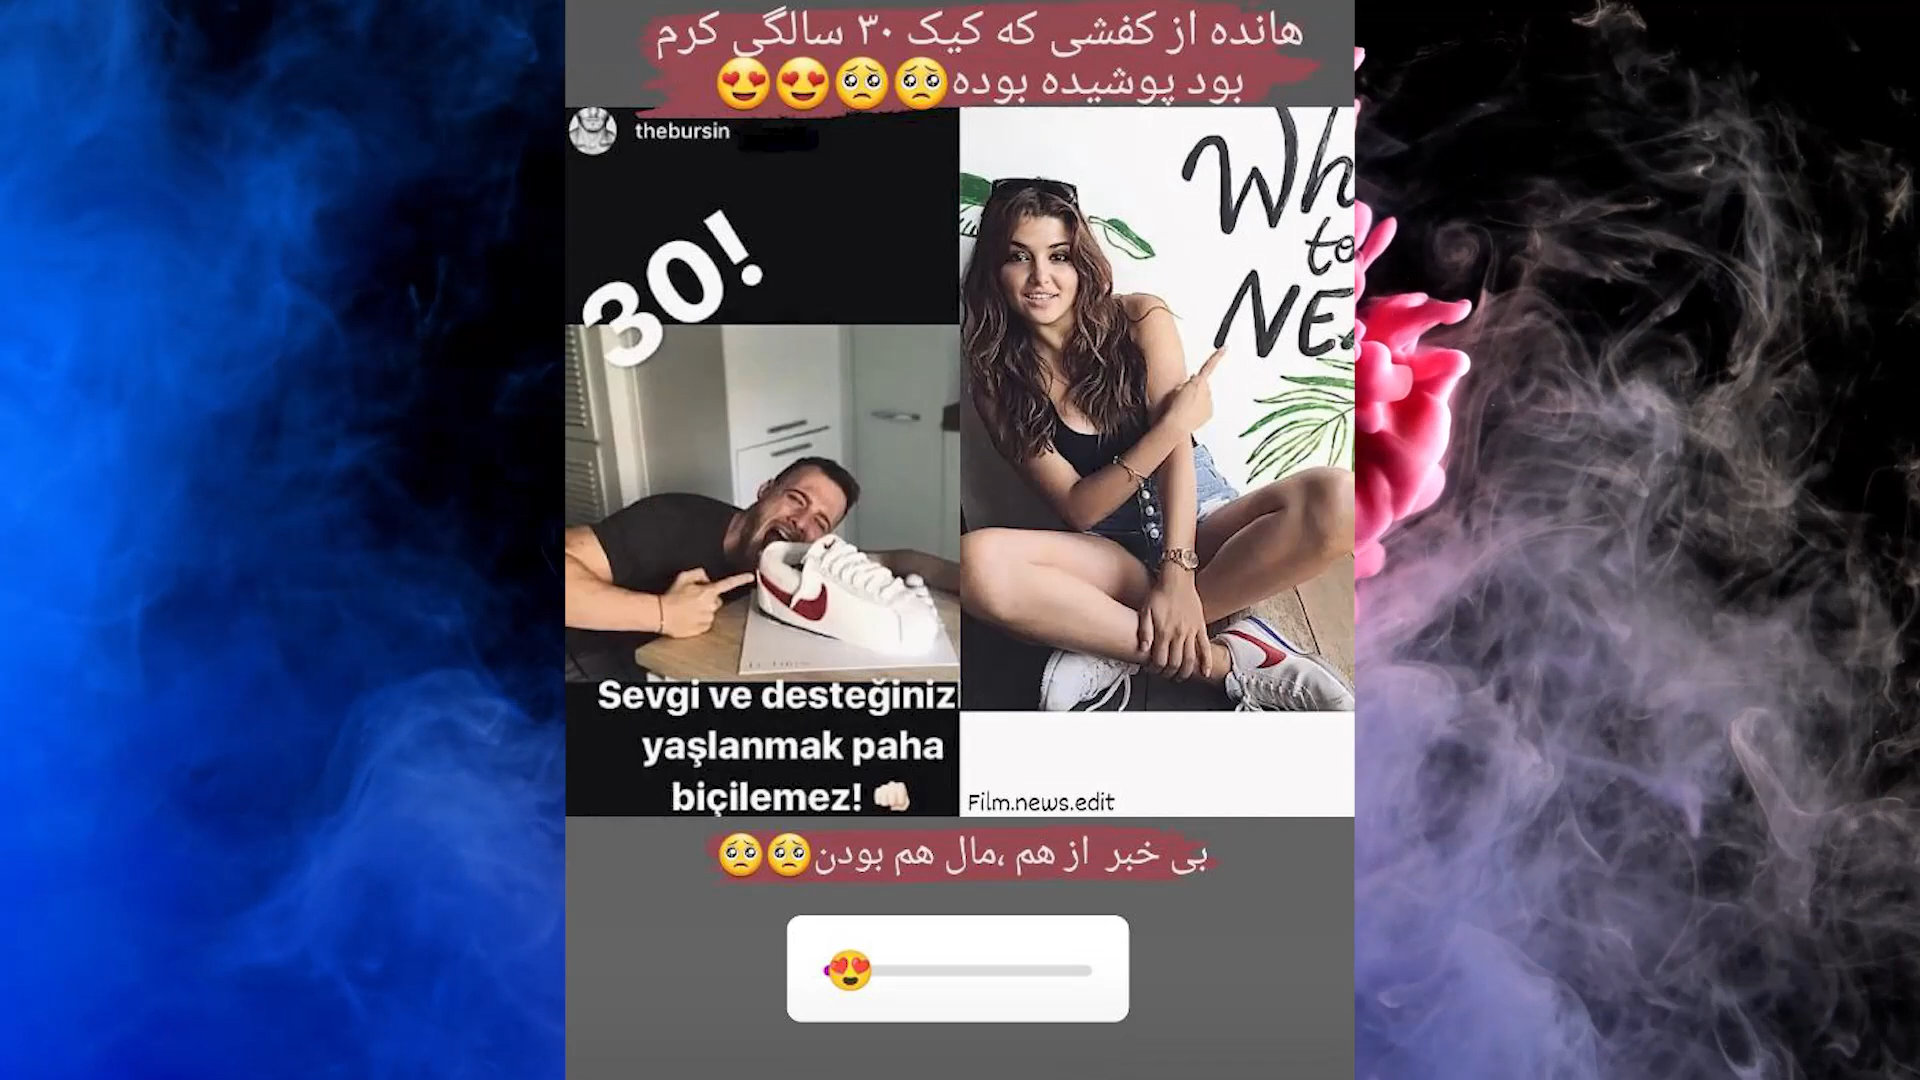 هانده از کفشی که کیک ۳۰ سالگی کرم
بود پوشیده بوده🥺🥺😍😍
thebursin
30!
Sevgi ve desteğiniz
yaşlanmak paha
biçilemez! 👊🏻
Wh
to
NE
Film.news.edit
بی خبر از هم ،مال هم بودن🥺🥺